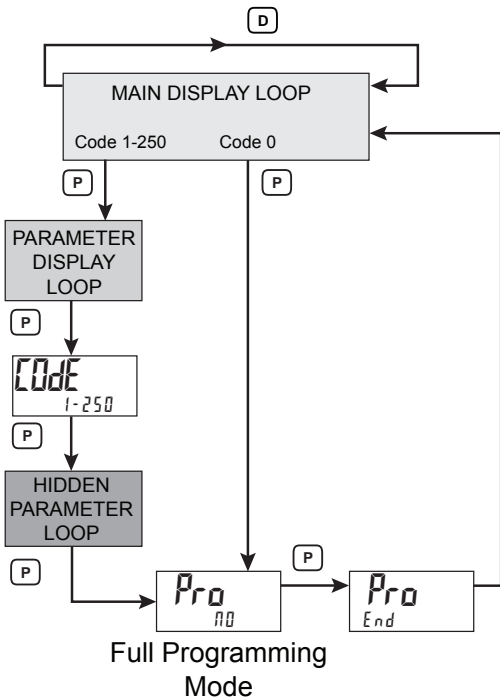 D
MAIN DISPLAY LOOP
Code 1-250 Code 0
P P
PARAMETER
DISPLAY
LOOP
P
COdE
1-250
P
HIDDEN
PARAMETER
LOOP
P
P
Pro
NO
Pro
End
Full Programming
Mode